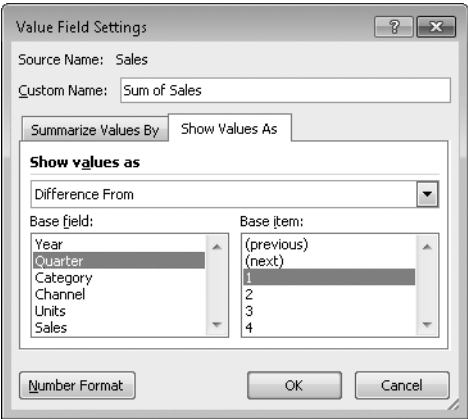 Value Field Settings
Source Name: Sales
Custom Name: Sum of Sales
Summarize Values By Show Values As
Show values as
Difference From
Base field: Base item:
Year (previous)
Quarter (next)
Category 1
Channel 2
Units 3
Sales 4
Number Format OK Cancel